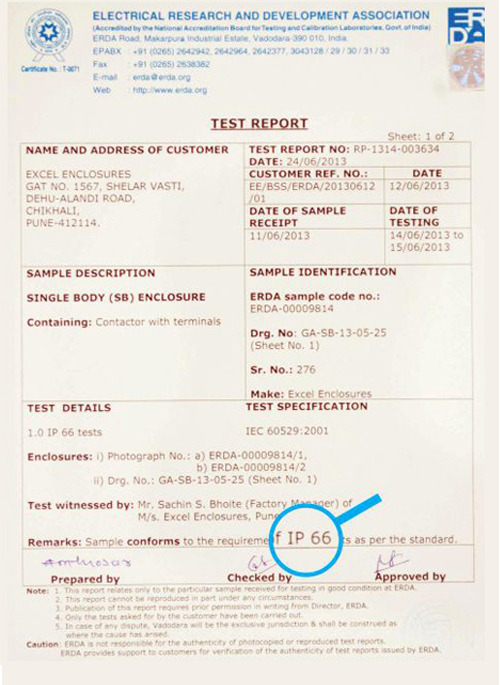 ELECTRICAL RESEARCH AND DEVELOPMENT ASSOCIATION
(Accredited by the National Accreditation Board for Testing and Calibration Laboratories, Govt. of India)
ERDA Road, Makarpura Industrial Estate, Vadodara-390 010, India.
EPABX : +91 (0265) 2642942, 2642964, 2642377, 3043128 / 29 / 30 / 31 / 33
Fax : +91 (0265) 2638382
E-mail : erda@erda.org
Web : http://www.erda.org
Certificate No. : T-0071
ERDA
TEST REPORT
Sheet: 1 of 2
NAME AND ADDRESS OF CUSTOMER
EXCEL ENCLOSURES
GAT NO. 1567, SHELAR VASTI,
DEHU-ALANDI ROAD,
CHIKHALI,
PUNE-412114.
TEST REPORT NO: RP-1314-003634
DATE: 24/06/2013
CUSTOMER REF. NO.: DATE
EE/BSS/ERDA/20130612 12/06/2013
/01
DATE OF SAMPLE RECEIPT
11/06/2013
DATE OF TESTING
14/06/2013 to
15/06/2013
SAMPLE DESCRIPTION
SINGLE BODY (SB) ENCLOSURE
Containing: Contactor with terminals
SAMPLE IDENTIFICATION
ERDA sample code no.:
ERDA-00009814
Drg. No: GA-SB-13-05-25
(Sheet No. 1)
Sr. No.: 276
Make: Excel Enclosures
TEST DETAILS TEST SPECIFICATION
1.0 IP 66 tests IEC 60529:2001
Enclosures: i) Photograph No.: a) ERDA-00009814/1,
b) ERDA-00009814/2
ii) Drg. No.: GA-SB-13-05-25 (Sheet No. 1)
Test witnessed by: Mr. Sachin S. Bhoite (Factory Manager) of
M/s. Excel Enclosures, Pune
Remarks: Sample conforms to the requireme f IP 66 ts as per the standard.
Prepared by Checked by Approved by
Note: 1. This report relates only to the particular sample received for testing in good condition at ERDA.
2. This report cannot be reproduced in part under any circumstances.
3. Publication of this report requires prior permission in writing from Director, ERDA.
4. Only the tests asked for by the customer have been carried out.
5. In case of any dispute, Vadodara will be the exclusive jurisdiction & shall be construed as
where the cause has arised.
Caution : ERDA is not responsible for the authenticity of photocopied or reproduced test reports.
ERDA provides support to customers for verification of the authenticity of test reports issued by ERDA.